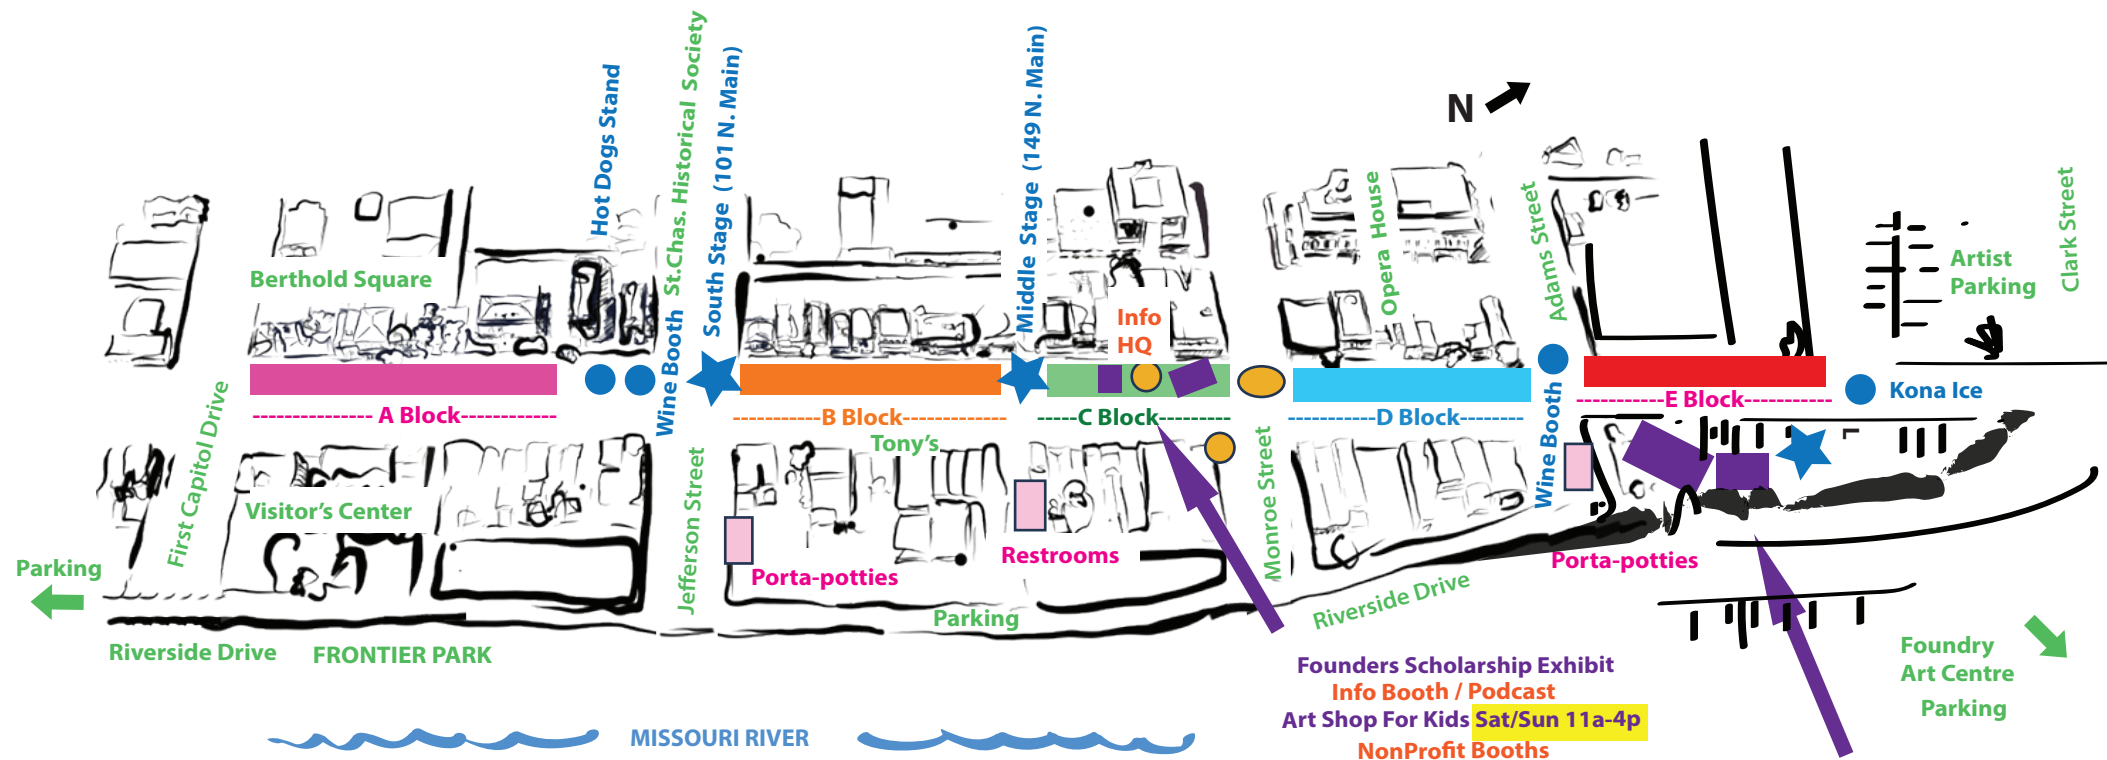 Hot Dogs Stand
St.Chas. Historical Society
South Stage (101 N. Main)
Middle Stage (149 N. Main)
N
Berthold Square
Wine Booth
Info
HQ
Opera House
Adams Street
Artist
Parking
Clark Street
First Capitol Drive
--------------- A Block------------
------------B Block-------------
-----C Block---------
-----------D Block--------
-----------E Block-----------
Kona Ice
Tony's
Wine Booth
Visitor's Center
Jefferson Street
Monroe Street
Parking
Porta-potties
Restrooms
Porta-potties
Riverside Drive
Parking
Riverside Drive
FRONTIER PARK
Foundry
Art Centre
Parking
Founders Scholarship Exhibit
Info Booth / Podcast
Art Shop For Kids Sat/Sun 11a-4p
NonProfit Booths
MISSOURI RIVER